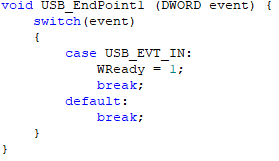 void USB_EndPoint1 (DWORD event) {
    switch(event)
    {
        case USB_EVT_IN:
            WReady = 1;
            break;
        default:
            break;
    }
}